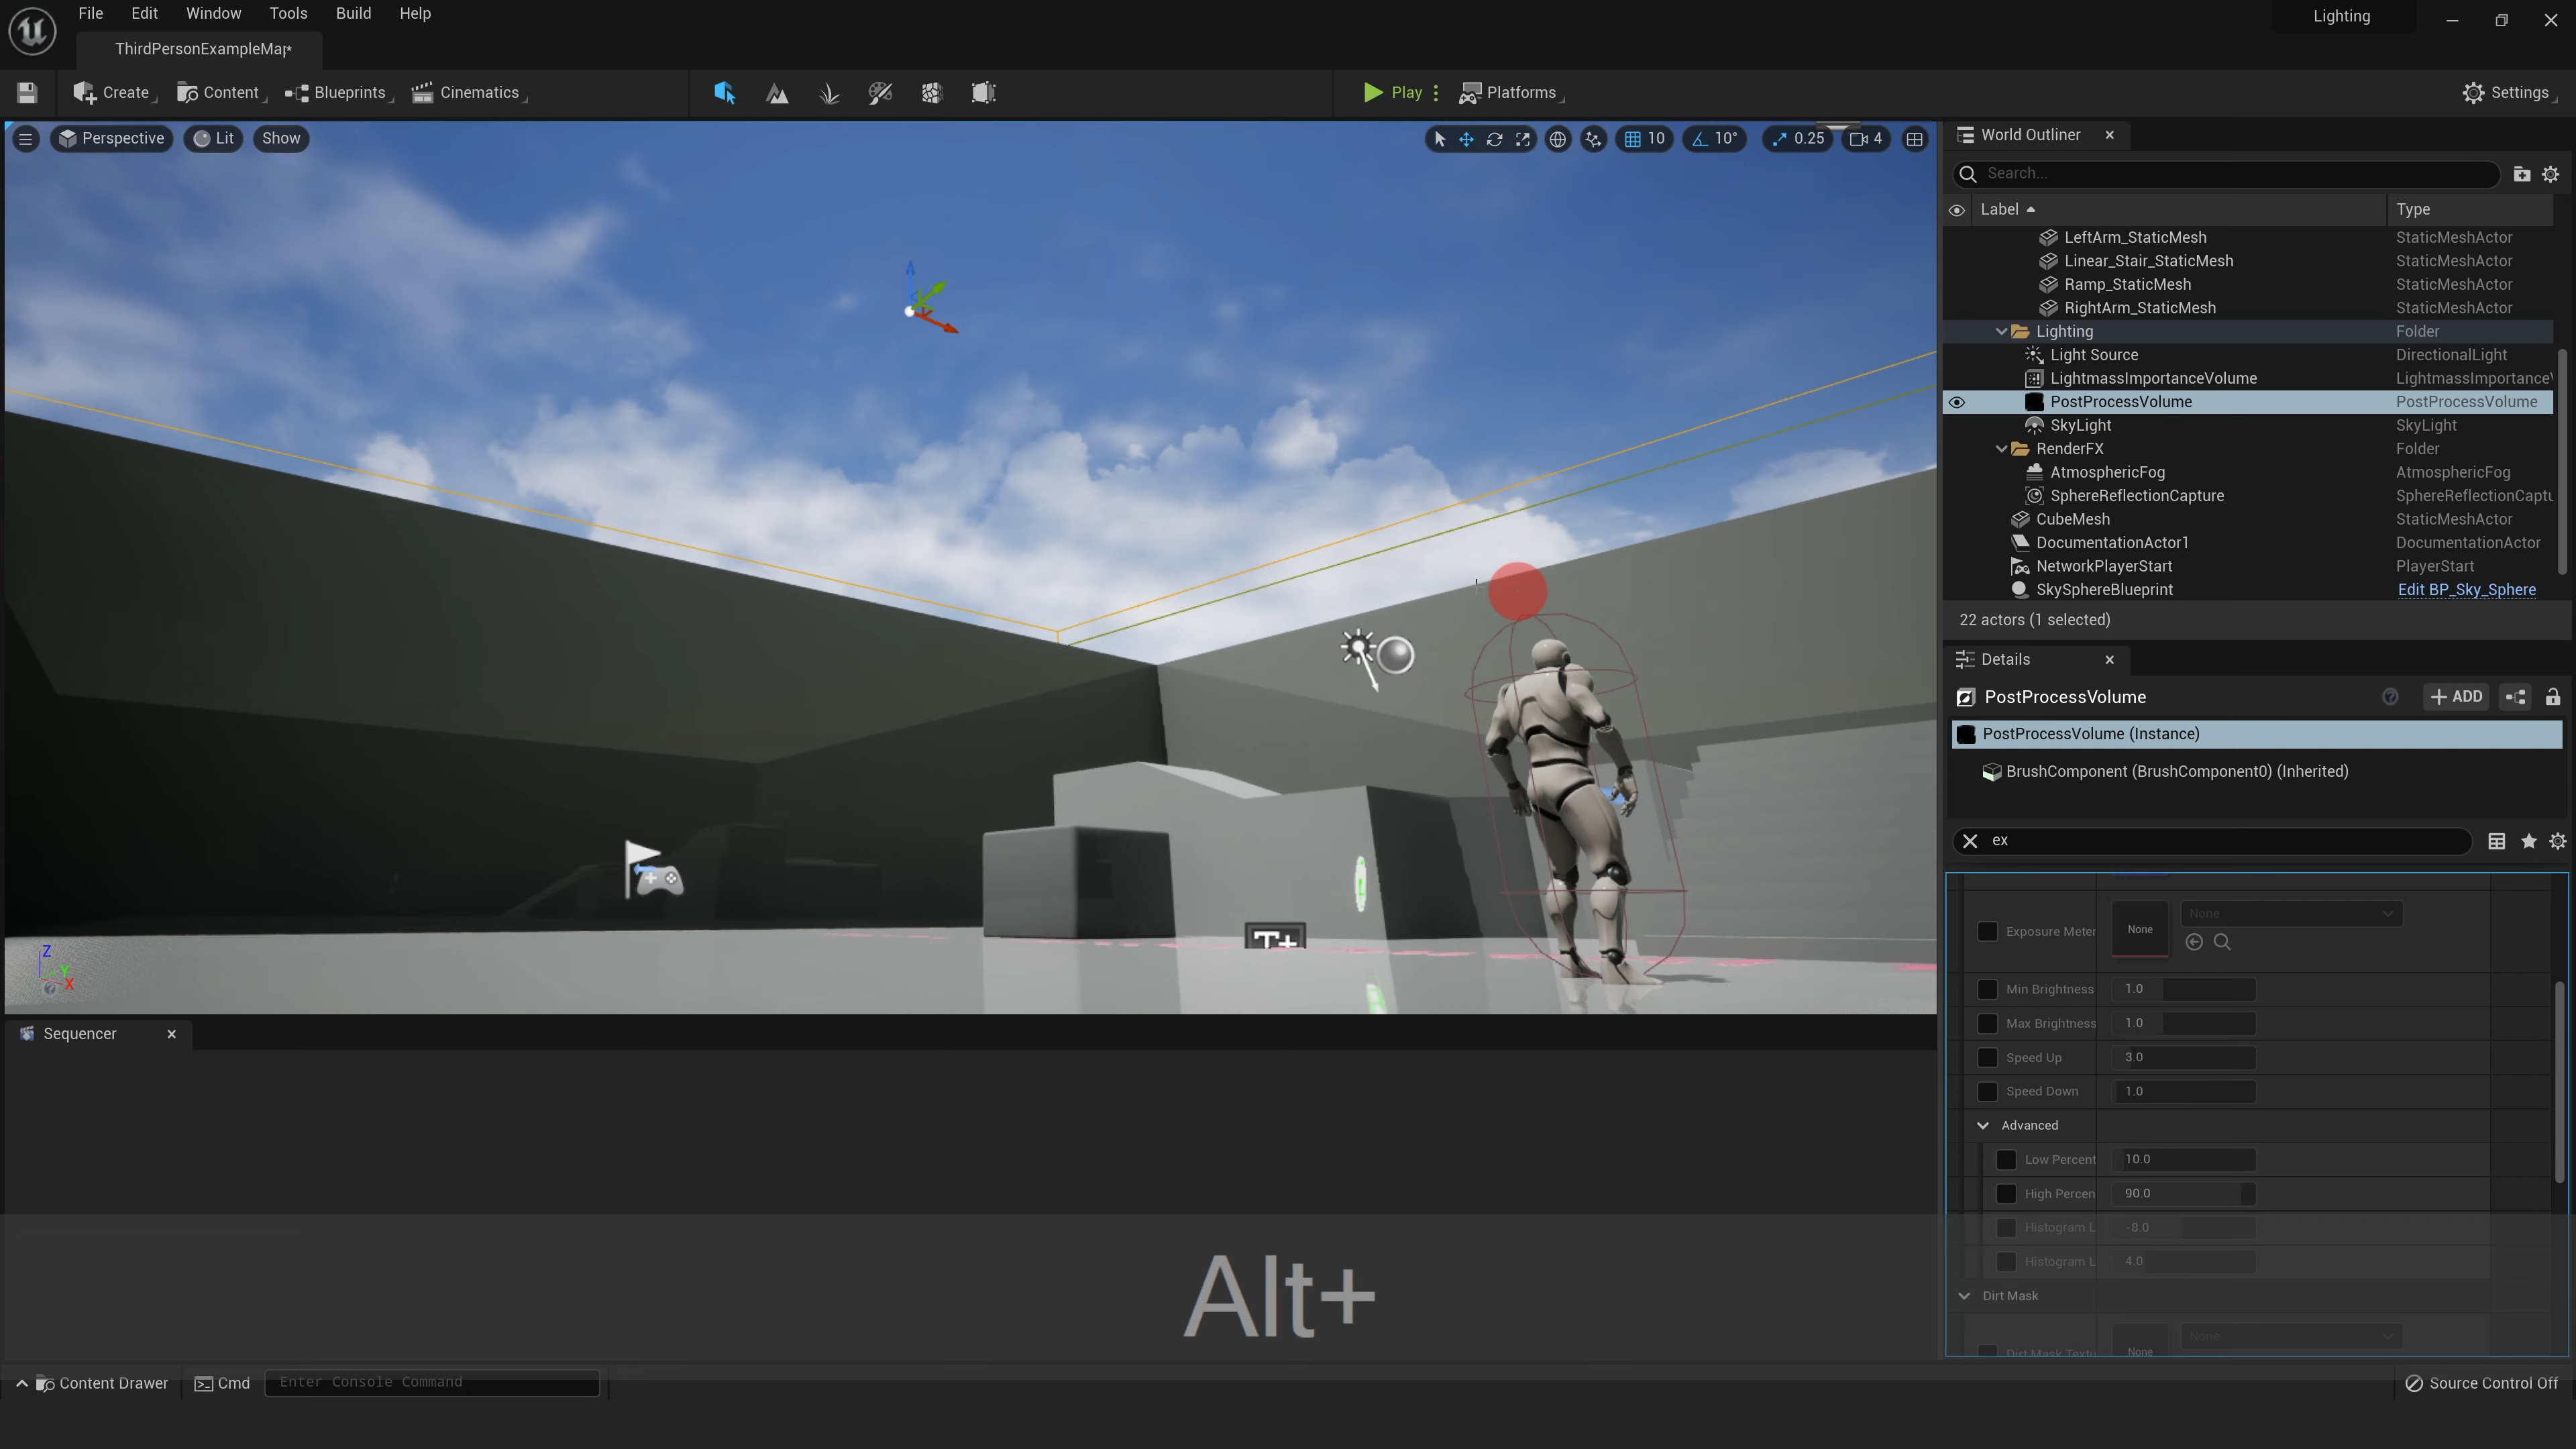 File Edit Window Tools Build Help
Lighting
ThirdPersonExampleMap*
Create Content Blueprints Cinematics Play Platforms Settings
Perspective Lit Show 10 10° 0.25 4
World Outliner
Search...
Label Type
LeftArm_StaticMesh StaticMeshActor
Linear_Stair_StaticMesh StaticMeshActor
Ramp_StaticMesh StaticMeshActor
RightArm_StaticMesh StaticMeshActor
Lighting Folder
Light Source DirectionalLight
LightmassImportanceVolume LightmassImportanceV
PostProcessVolume PostProcessVolume
SkyLight SkyLight
RenderFX Folder
AtmosphericFog AtmosphericFog
SphereReflectionCapture SphereReflectionCaptu
CubeMesh StaticMeshActor
DocumentationActor1 DocumentationActor
NetworkPlayerStart PlayerStart
SkySphereBlueprint Edit BP_Sky_Sphere
22 actors (1 selected)
Details
PostProcessVolume ADD
PostProcessVolume (Instance)
BrushComponent (BrushComponent0) (Inherited)
ex
Exposure Meter None None
Min Brightness 1.0
Max Brightness 1.0
Speed Up 3.0
Speed Down 1.0
Advanced
Low Percent 10.0
High Percen 90.0
Histogram L -8.0
Histogram L 4.0
Dirt Mask
Dirt Mask Textu None None
T+
Z
Y
X
Sequencer
Alt+
Content Drawer Cmd Enter Console Command Source Control Off